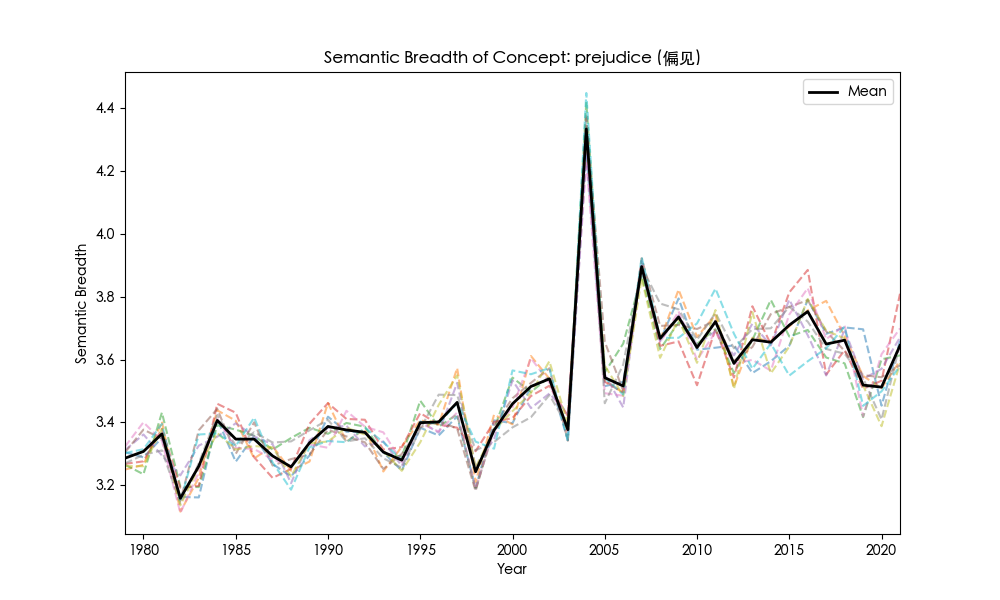 Semantic Breadth of Concept: prejudice (偏见)
Mean
4.4
4.2
4.0
3.8
3.6
3.4
3.2
Semantic Breadth
1980 1985 1990 1995 2000 2005 2010 2015 2020
Year